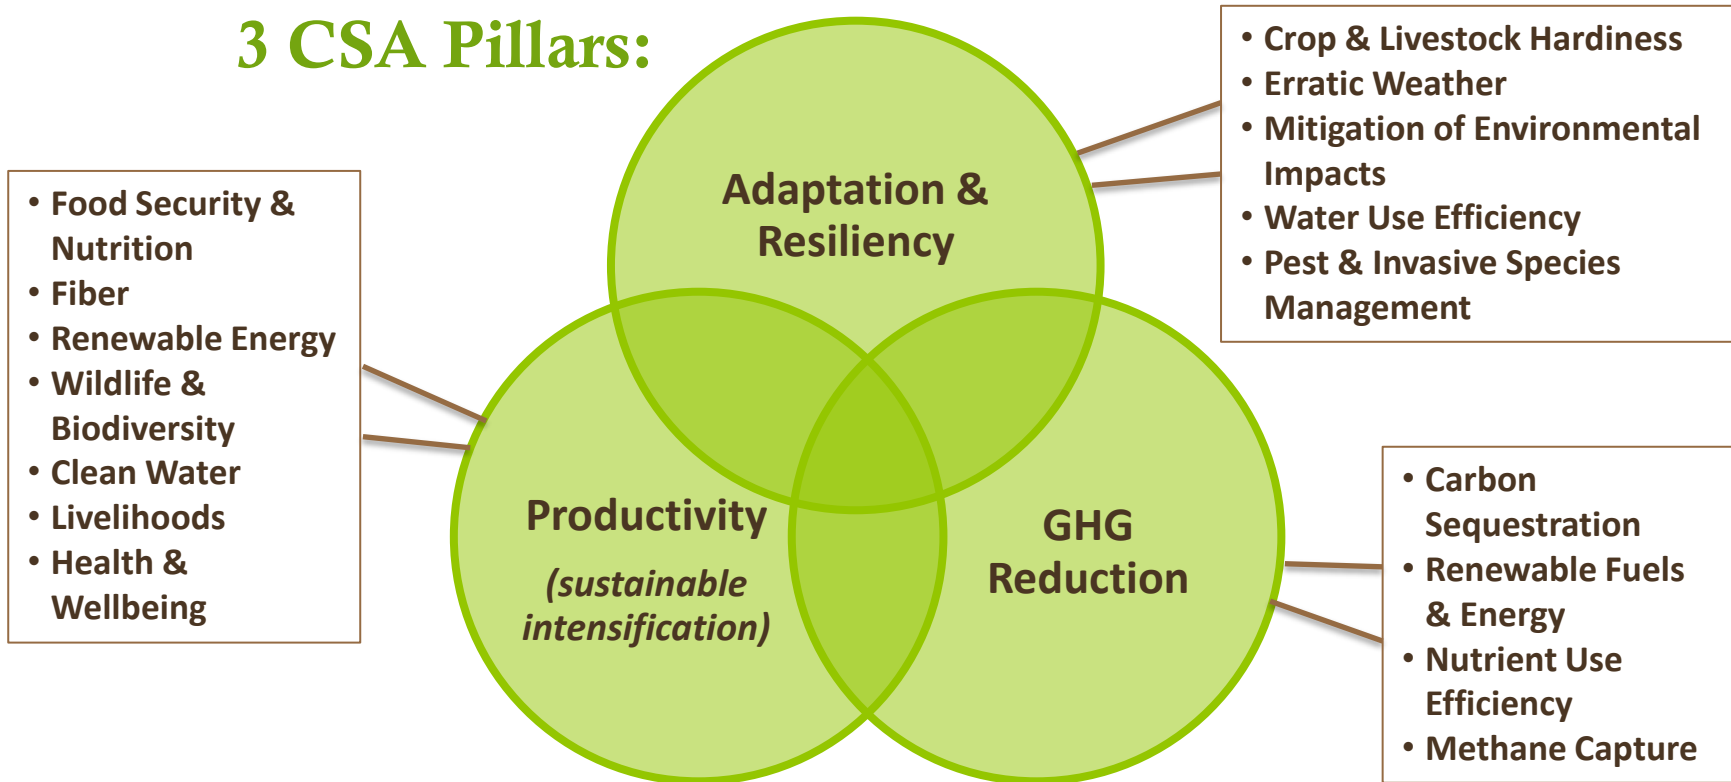 3 CSA Pillars:
• Crop & Livestock Hardiness
• Erratic Weather
• Mitigation of Environmental
Impacts
• Water Use Efficiency
• Pest & Invasive Species
Management
Adaptation &
Resiliency
• Food Security &
Nutrition
• Fiber
• Renewable Energy
• Wildlife &
Biodiversity
• Clean Water
• Livelihoods
• Health &
Wellbeing
Productivity
(sustainable
intensification)
GHG
Reduction
• Carbon
Sequestration
• Renewable Fuels
& Energy
• Nutrient Use
Efficiency
• Methane Capture